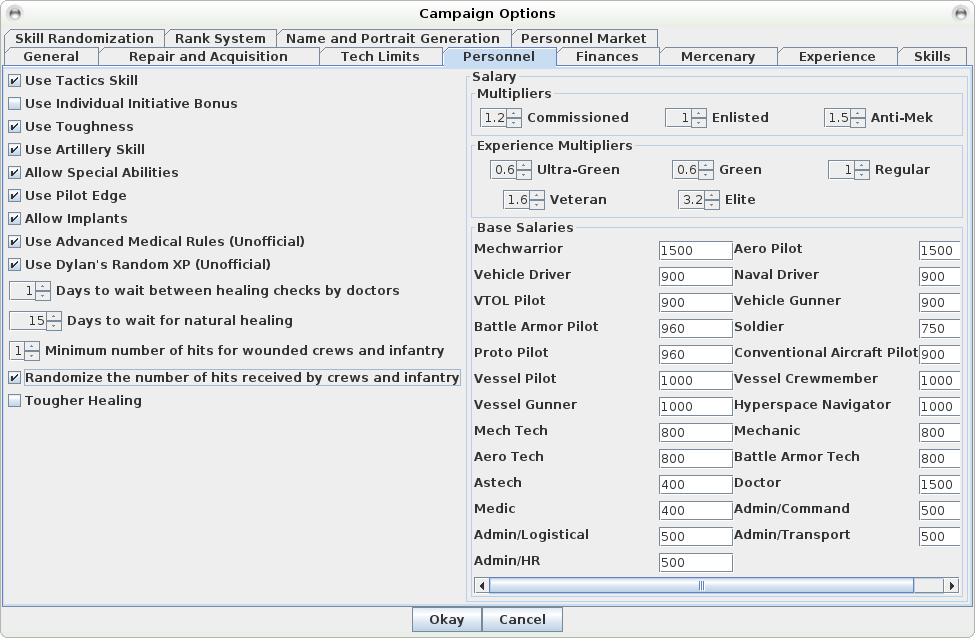 Campaign Options
Skill Randomization Rank System Name and Portrait Generation Personnel Market
General Repair and Acquisition Tech Limits Personnel Finances Mercenary Experience Skills
Use Tactics Skill
Use Individual Initiative Bonus
Use Toughness
Use Artillery Skill
Allow Special Abilities
Use Pilot Edge
Allow Implants
Use Advanced Medical Rules (Unofficial)
Use Dylan's Random XP (Unofficial)
1 Days to wait between healing checks by doctors
15 Days to wait for natural healing
1 Minimum number of hits for wounded crews and infantry
Randomize the number of hits received by crews and infantry
Tougher Healing
Salary
Multipliers
1.2 Commissioned 1 Enlisted 1.5 Anti-Mek
Experience Multipliers
0.6 Ultra-Green 0.6 Green 1 Regular
1.6 Veteran 3.2 Elite
Base Salaries
Mechwarrior 1500 Aero Pilot 1500
Vehicle Driver 900 Naval Driver 900
VTOL Pilot 900 Vehicle Gunner 900
Battle Armor Pilot 960 Soldier 750
Proto Pilot 960 Conventional Aircraft Pilot 900
Vessel Pilot 1000 Vessel Crewmember 1000
Vessel Gunner 1000 Hyperspace Navigator 1000
Mech Tech 800 Mechanic 800
Aero Tech 800 Battle Armor Tech 800
Astech 400 Doctor 1500
Medic 400 Admin/Command 500
Admin/Logistical 500 Admin/Transport 500
Admin/HR 500
Okay Cancel